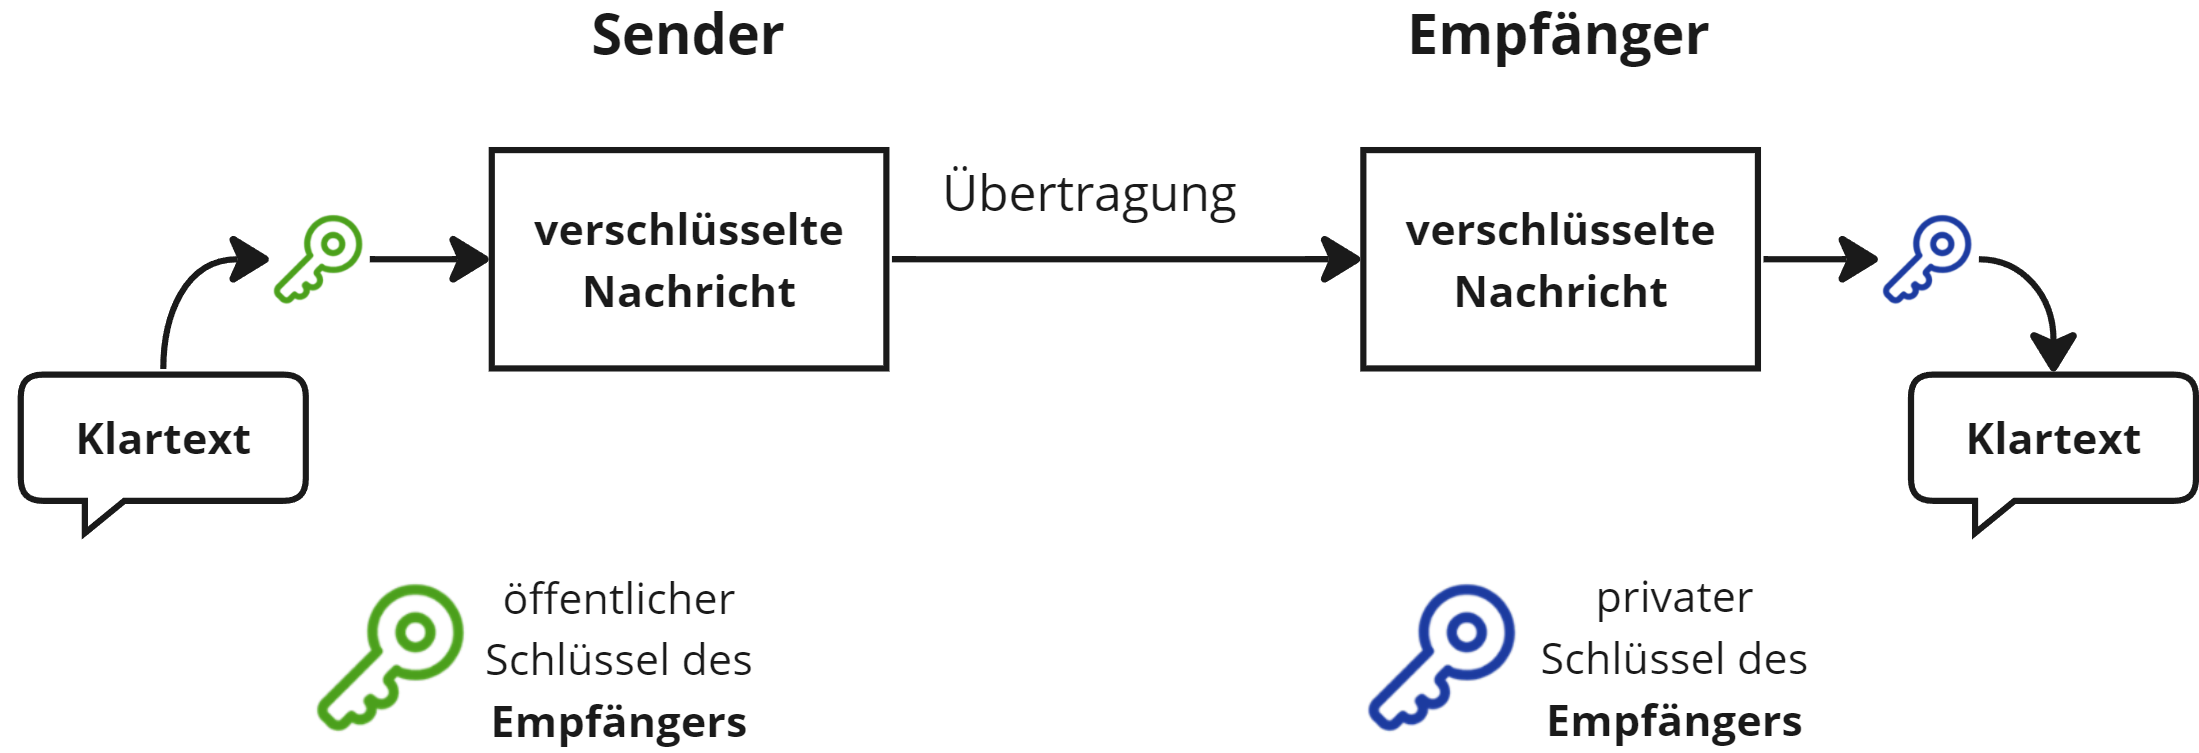 Sender
Empfänger
Übertragung
verschlüsselte
Nachricht
verschlüsselte
Nachricht
Klartext
Klartext
öffentlicher
Schlüssel des
Empfängers
privater
Schlüssel des
Empfängers